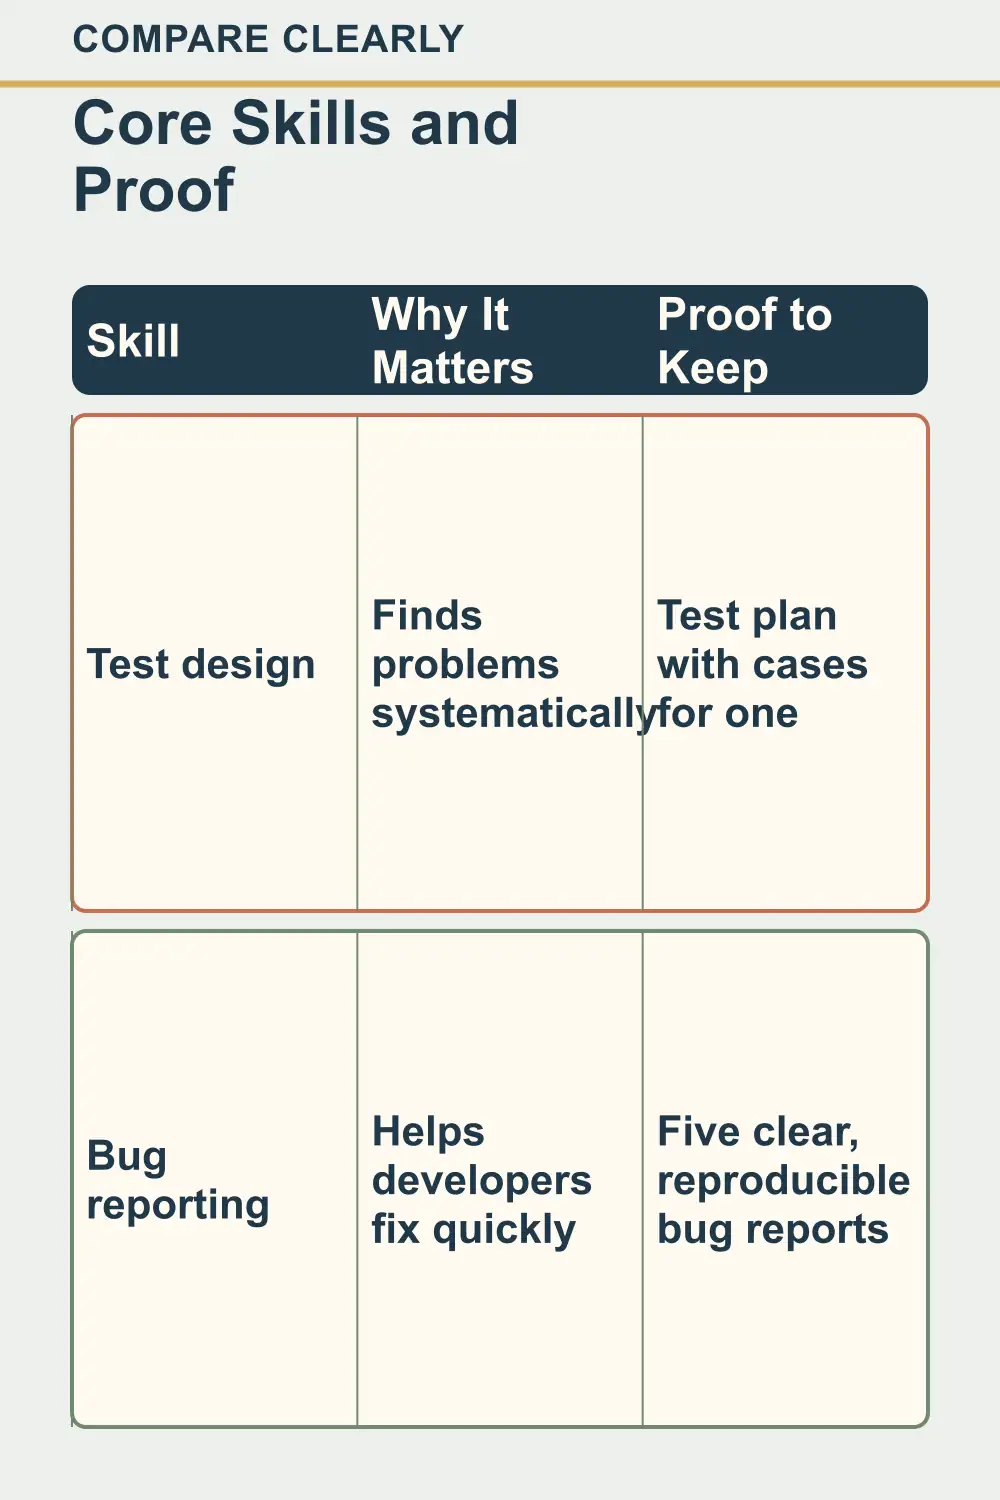 COMPARE CLEARLY
Core Skills and
Proof
Skill
Why It
Matters
Proof to
Keep
Test design
Finds
problems
systematically
Test plan
with cases
for one
Bug
reporting
Helps
developers
fix quickly
Five clear,
reproducible
bug reports